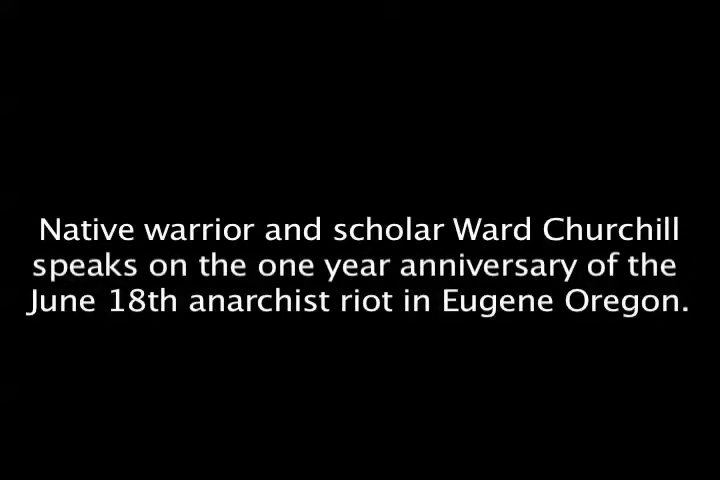 Native warrior and scholar Ward Churchill
speaks on the one year anniversary of the
June 18th anarchist riot in Eugene Oregon.